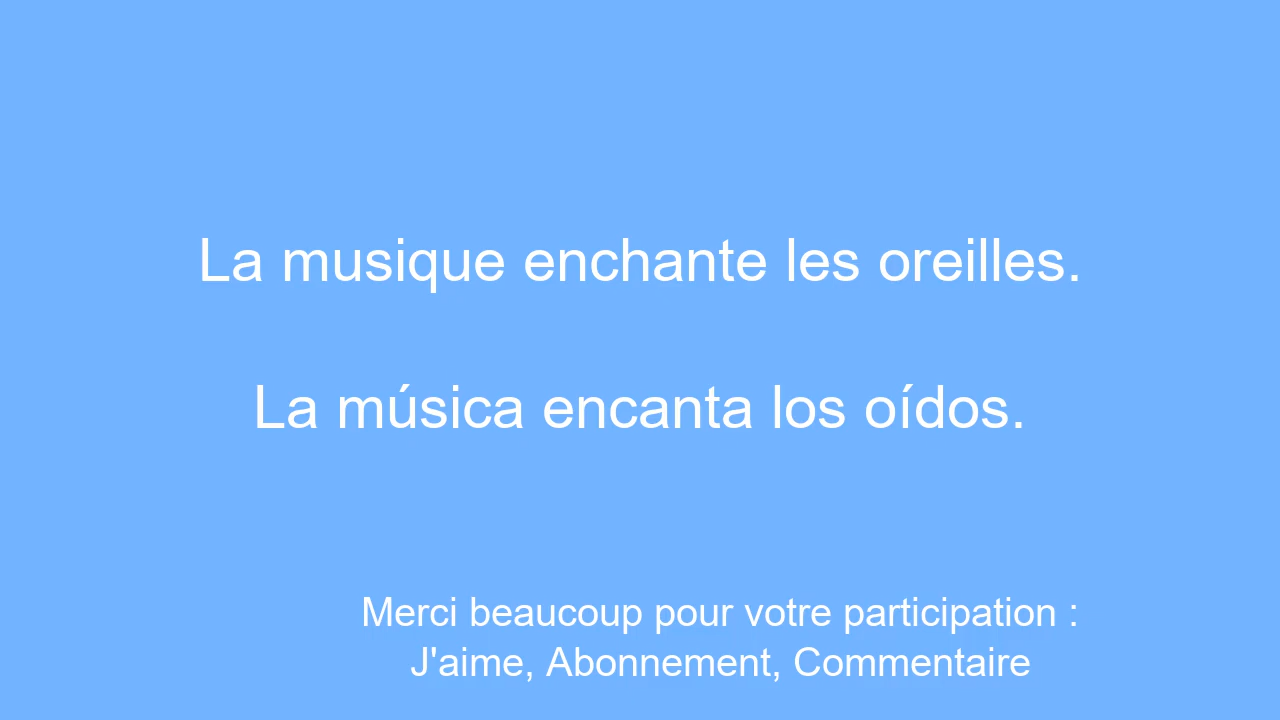 La musique enchante les oreilles.
La música encanta los oídos.
Merci beaucoup pour votre participation :
J'aime, Abonnement, Commentaire